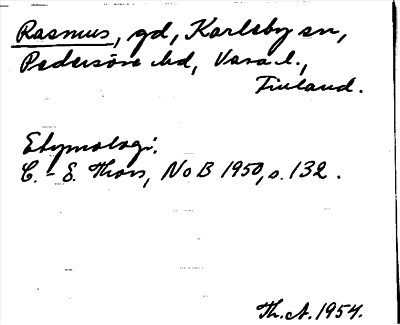 Rasmus, gd, Karleby sn,
Pedersöre hd, Vasa l.,
Finland.
Etymologi.
C.-E. Thors, NoB 1950, s. 132.
Th. A. 1954.